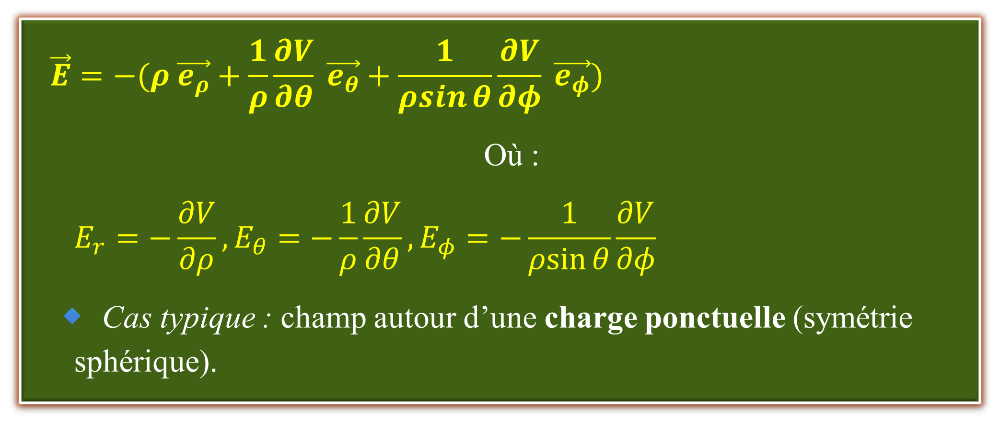 $\vec{E} = -(\rho\, \overrightarrow{e_\rho} + \frac{1}{\rho}\frac{\partial V}{\partial \theta}\, \overrightarrow{e_\theta} + \frac{1}{\rho sin\, \theta}\frac{\partial V}{\partial \phi}\, \overrightarrow{e_\phi})$
Où :
$E_r = -\frac{\partial V}{\partial \rho}, E_\theta = -\frac{1}{\rho}\frac{\partial V}{\partial \theta}, E_\phi = -\frac{1}{\rho \sin \theta}\frac{\partial V}{\partial \phi}$
🔹 Cas typique : champ autour d’une charge ponctuelle (symétrie
sphérique).